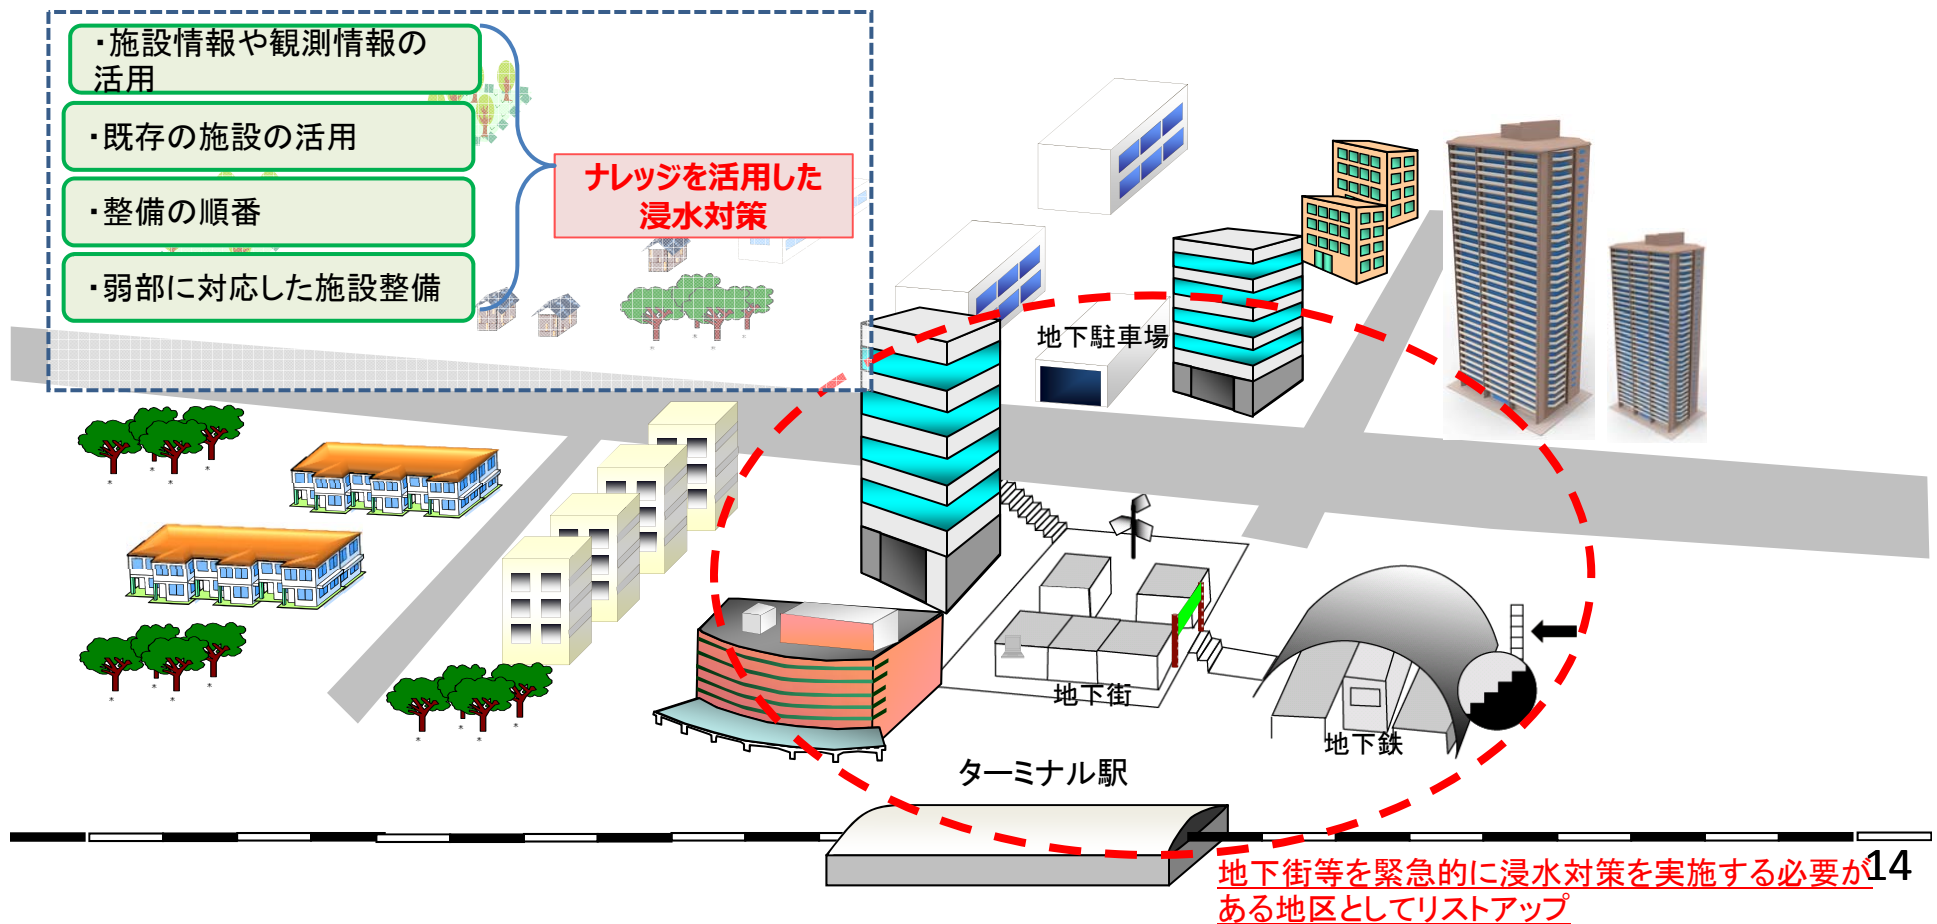 ・施設情報や観測情報の
活用
・既存の施設の活用
・整備の順番
・弱部に対応した施設整備
ナレッジを活用した
浸水対策
地下駐車場
地下街
地下鉄
ターミナル駅
地下街等を緊急的に浸水対策を実施する必要が
ある地区としてリストアップ
14